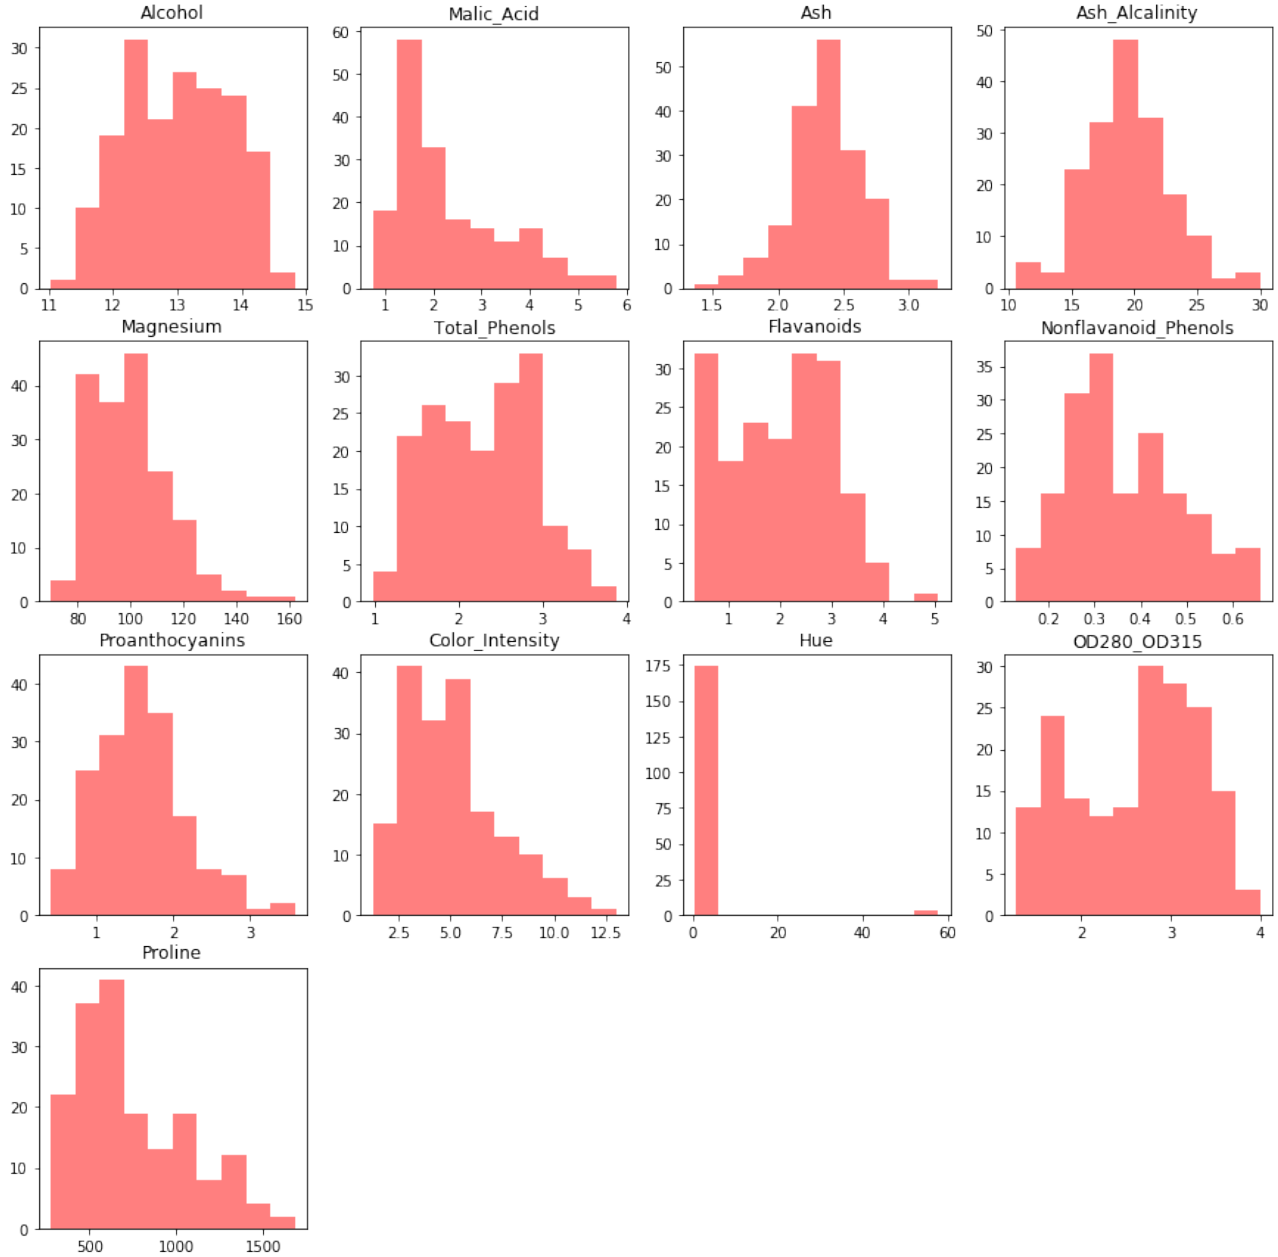 Alcohol Malic_Acid Ash Ash_Alcalinity
30 25 20 15 10 5 0
60 50 40 30 20 10 0
50 40 30 20 10 0
50 40 30 20 10 0
11 12 13 14 15
1 2 3 4 5 6
1.5 2.0 2.5 3.0
10 15 20 25 30
Magnesium Total_Phenols Flavanoids Nonflavanoid_Phenols
40 30 20 10 0
30 25 20 15 10 5 0
30 25 20 15 10 5 0
35 30 25 20 15 10 5 0
80 100 120 140 160
1 2 3 4
1 2 3 4 5
0.2 0.3 0.4 0.5 0.6
Proanthocyanins Color_Intensity Hue OD280_OD315
40 30 20 10 0
40 30 20 10 0
175 150 125 100 75 50 25 0
30 25 20 15 10 5 0
1 2 3
2.5 5.0 7.5 10.0 12.5
0 20 40 60
2 3 4
Proline
40 30 20 10 0
500 1000 1500